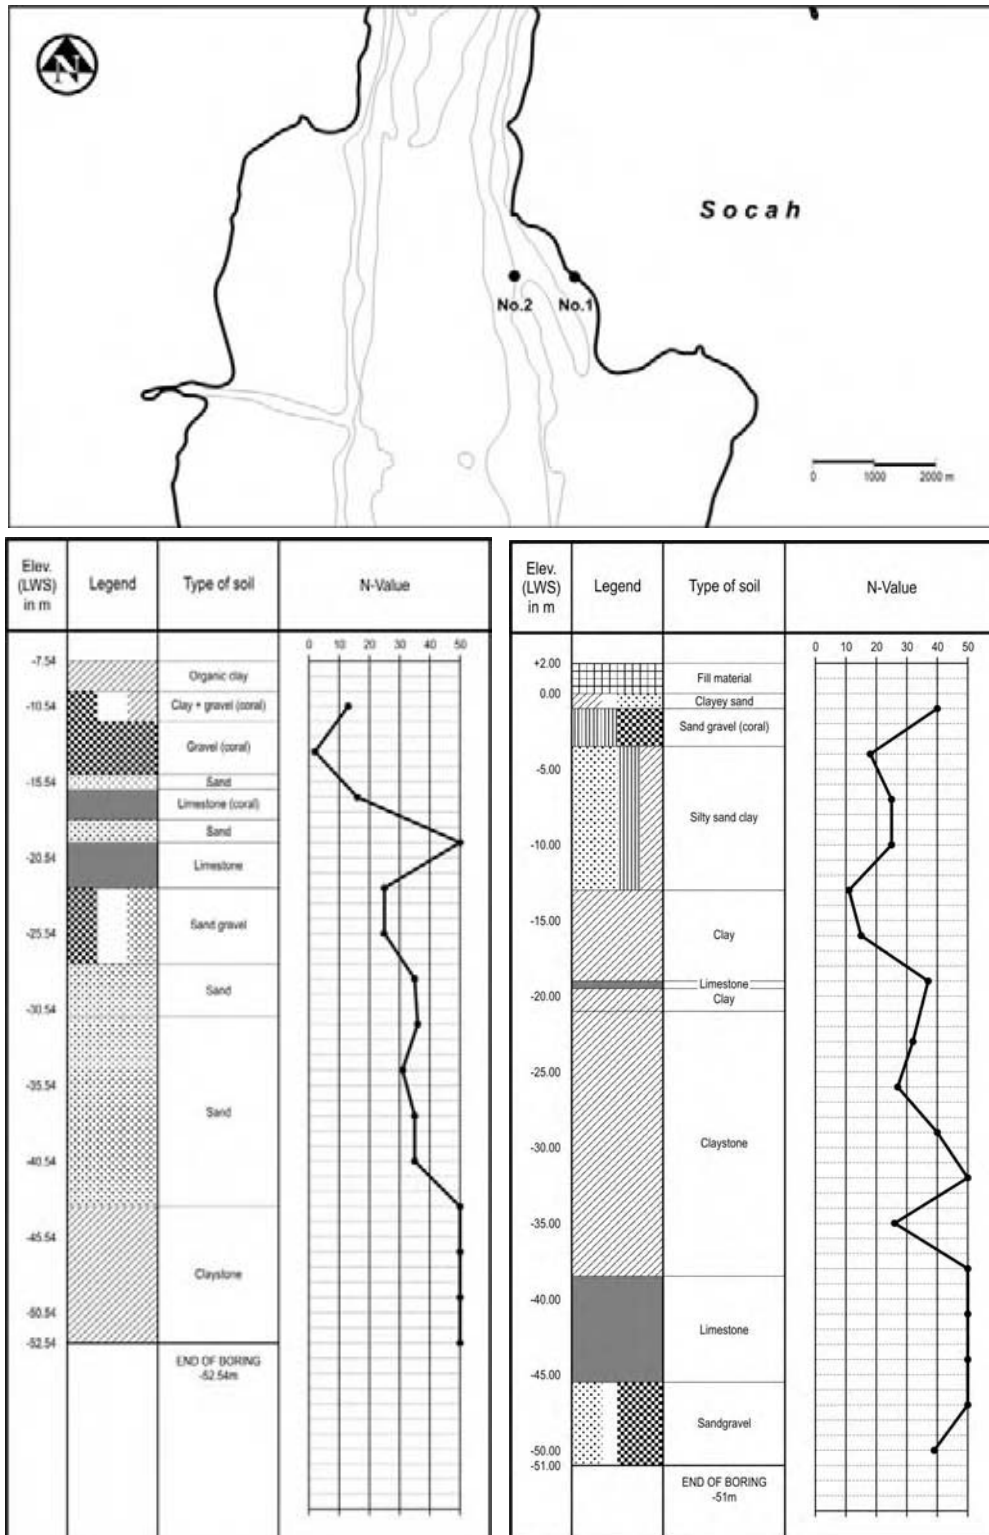 N
Socah
No.2
No.1
0 1000 2000 m
Elev.
(LWS)
in m
Legend
Type of soil
N-Value
0 10 20 30 40 50
-7.54
Organic clay
-10.54
Clay + gravel (coral)
Gravel (coral)
-15.54
Sand
Limestone (coral)
Sand
-20.54
Limestone
Sand gravel
-25.54
Sand
-30.54
-35.54
Sand
-40.54
-45.54
Claystone
-50.54
-52.54
END OF BORING
-52.54m
Elev.
(LWS)
in m
Legend
Type of soil
N-Value
0 10 20 30 40 50
+2.00
Fill material
0.00
Clayey sand
Sand gravel (coral)
-5.00
Silty sand clay
-10.00
-15.00
Clay
Limestone
-20.00
Clay
-25.00
Claystone
-30.00
-35.00
-40.00
Limestone
-45.00
Sandgravel
-50.00
-51.00
END OF BORING
-51m